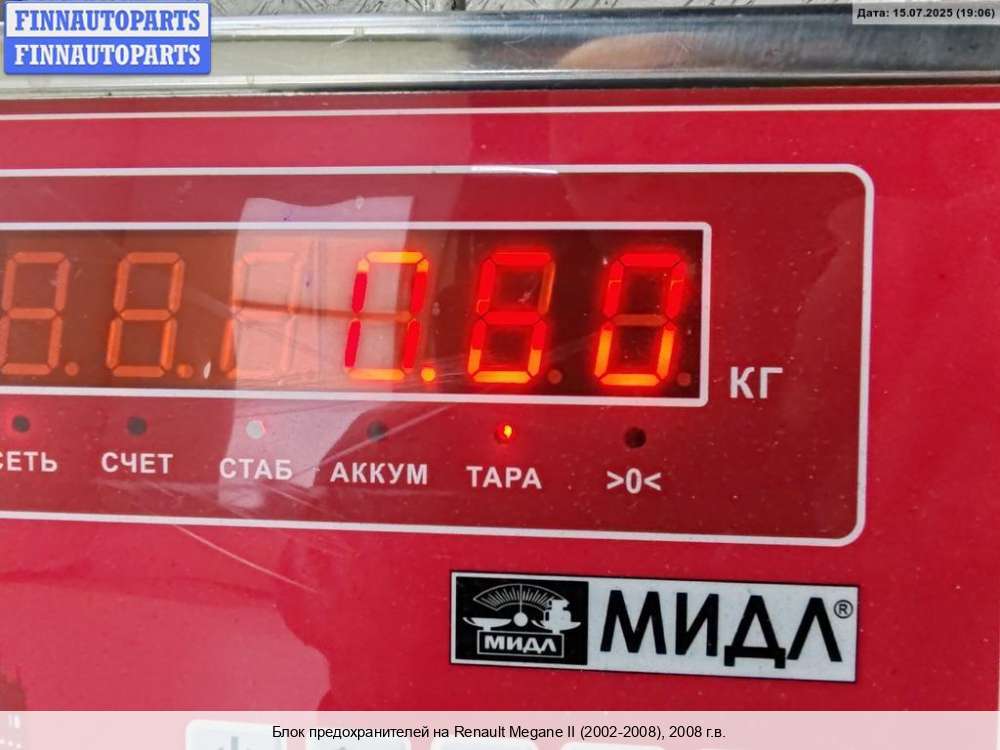 FINNAUTOPARTS
FINNAUTOPARTS
Дата: 15.07.2025 (19:06)
0.60
КГ
СЕТЬ СЧЕТ СТАБ АККУМ ТАРА >0<
МИДЛ МИДЛ®
Блок предохранителей на Renault Megane II (2002-2008), 2008 г.в.